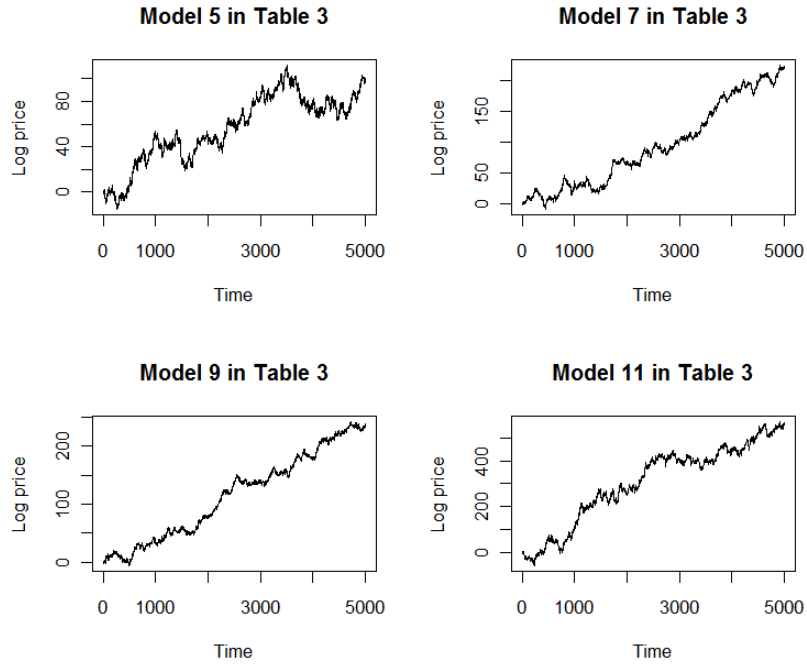 Model 5 in Table 3
Log price
0 40 80
0 1000 3000 5000
Time
Model 7 in Table 3
Log price
0 50 150
0 1000 3000 5000
Time
Model 9 in Table 3
Log price
0 100 200
0 1000 3000 5000
Time
Model 11 in Table 3
Log price
0 200 400
0 1000 3000 5000
Time